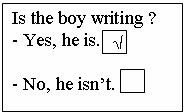 Is the boy writing ?
- Yes, he is. √
- No, he isn't.